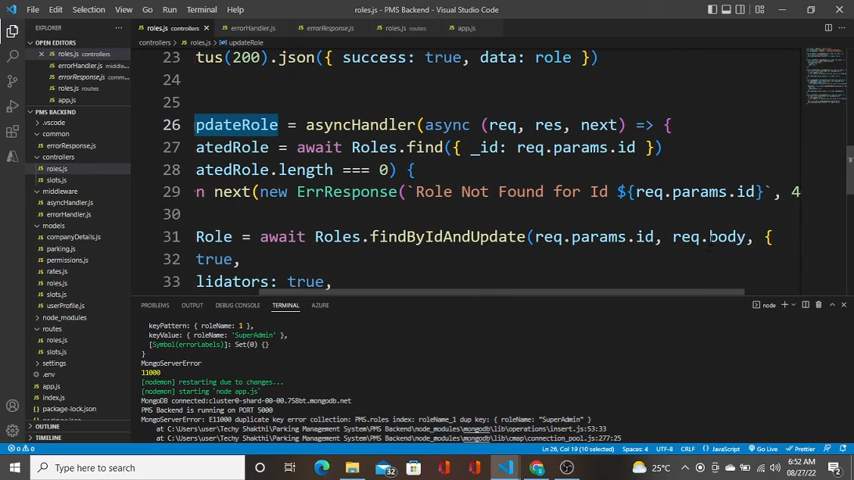 File Edit Selection View Go Run Terminal Help
roles.js - PMS Backend - Visual Studio Code
EXPLORER
roles.js controllers
errorHandler.js
errorResponse.js
roles.js routes
app.js
controllers > roles.js > updateRole
OPEN EDITORS
roles.js controllers
errorHandler.js middle...
errorResponse.js comm...
roles.js routes
app.js
PMS BACKEND
.vscode
common
errorResponse.js
controllers
roles.js
slots.js
middleware
asyncHandler.js
errorHandler.js
models
companyDetails.js
parking.js
permissions.js
rates.js
roles.js
slots.js
userProfile.js
node_modules
routes
roles.js
slots.js
settings
.env
app.js
index.js
package-lock.json
OUTLINE
TIMELINE
23 tus(200).json({ success: true, data: role })
24
25
26 pdateRole = asyncHandler(async (req, res, next) => {
27 atedRole = await Roles.find({ _id: req.params.id })
28 atedRole.length === 0) {
29 n next(new ErrResponse(`Role Not Found for Id ${req.params.id}`, 4
30
31 Role = await Roles.findByIdAndUpdate(req.params.id, req.body, {
32 true,
33 lidators: true,
PROBLEMS OUTPUT DEBUG CONSOLE TERMINAL AZURE
node
keyPattern: { roleName: 1 },
keyValue: { roleName: 'SuperAdmin' },
[Symbol(errorLabels)]: Set(0) {}
}
MongoServerError
11000
[nodemon] restarting due to changes...
[nodemon] starting `node app.js`
MongoDB connected:cluster0-shard-00-00.758bt.mongodb.net
PMS Backend is running on PORT 5000
MongoServerError: E11000 duplicate key error collection: PMS.roles index: roleName_1 dup key: { roleName: "SuperAdmin" }
at C:\Users\user\Techy Shakthi\Parking Management System\PMS Backend\node_modules\mongodb\lib\operations\insert.js:53:33
at C:\Users\user\Techy Shakthi\Parking Management System\PMS Backend\node_modules\mongodb\lib\cmap\connection_pool.js:277:25
0 0 Ln 26, Col 19 (10 selected) Spaces: 4 UTF-8 CRLF JavaScript Go Live Prettier
Type here to search
32
25°C
6:52 AM
08/27/22
2